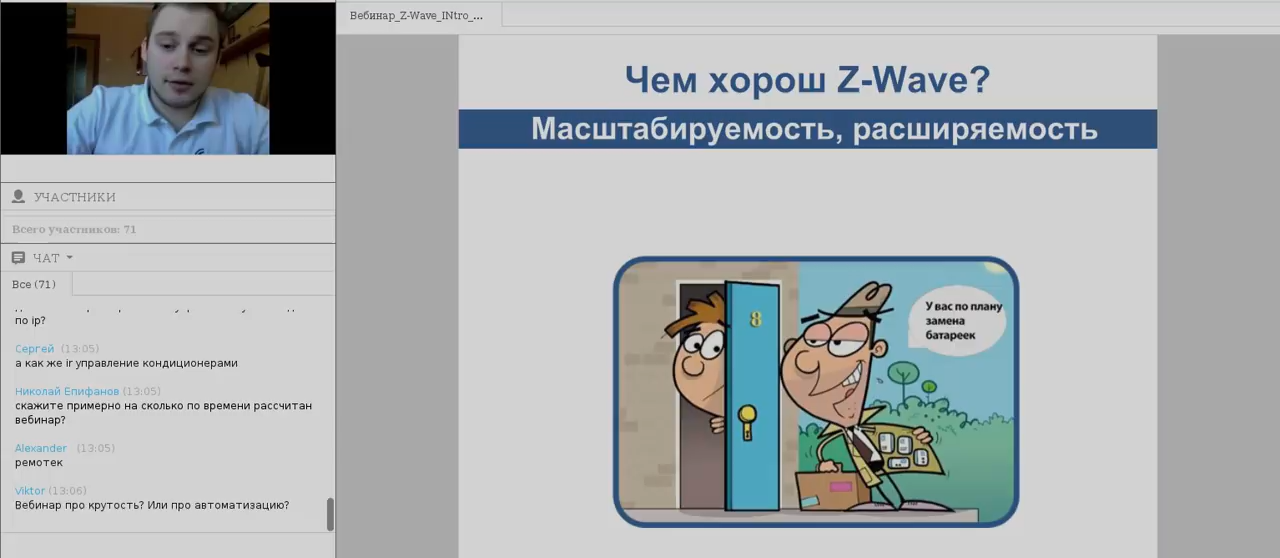 Вебинар_Z-Wave_INtro_...
Чем хорош Z-Wave?
Масштабируемость, расширяемость
УЧАСТНИКИ
Всего участников: 71
ЧАТ
Все (71)
по ip?
Сергей (13:05)
а как же ir управление кондиционерами
Николай Епифанов (13:05)
скажите примерно на сколько по времени рассчитан
вебинар?
Alexander (13:05)
ремотек
Viktor (13:06)
Вебинар про крутость? Или про автоматизацию?
8
У вас по плану
замена
батареек